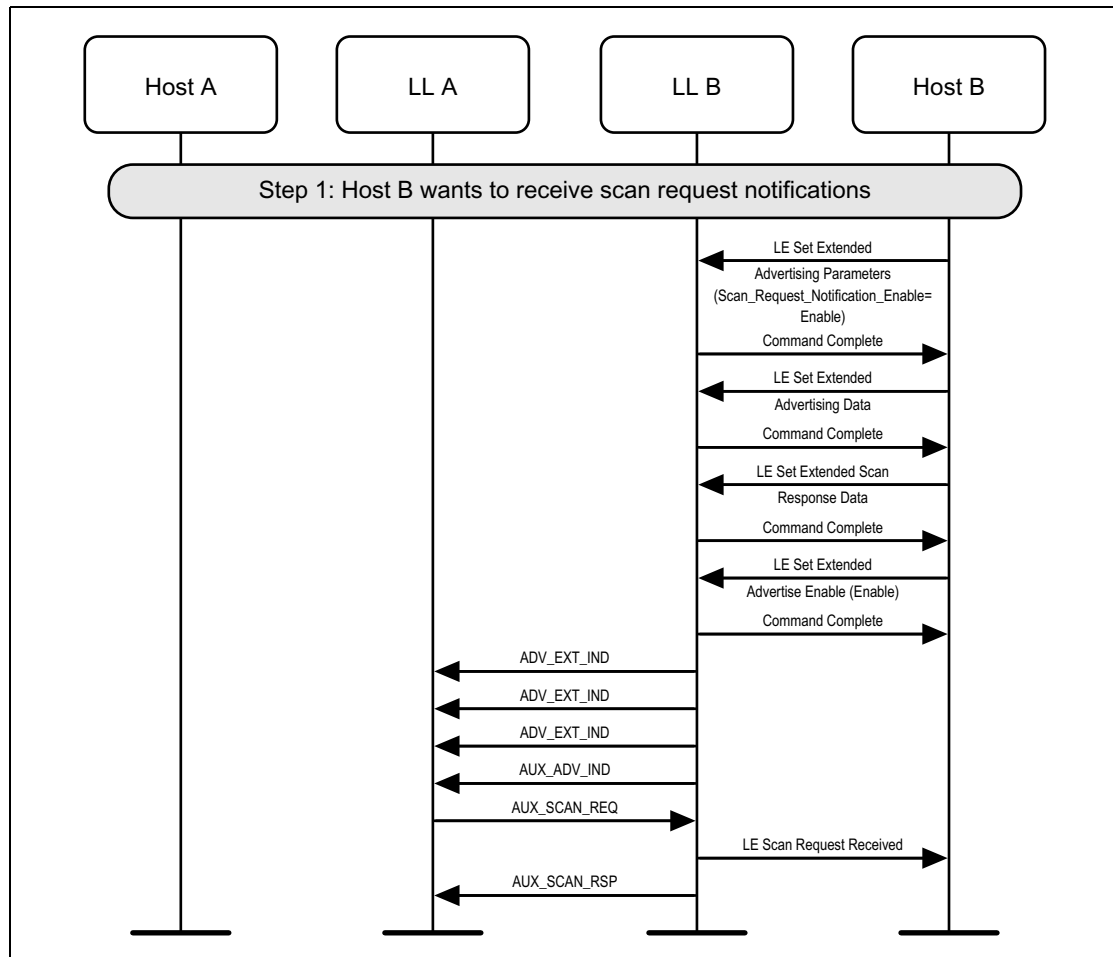 Host A
LL A
LL B
Host B
Step 1: Host B wants to receive scan request notifications
LE Set Extended
Advertising Parameters
(Scan_Request_Notification_Enable=
Enable)
Command Complete
LE Set Extended
Advertising Data
Command Complete
LE Set Extended Scan
Response Data
Command Complete
LE Set Extended
Advertise Enable (Enable)
Command Complete
ADV_EXT_IND
ADV_EXT_IND
ADV_EXT_IND
AUX_ADV_IND
AUX_SCAN_REQ
LE Scan Request Received
AUX_SCAN_RSP